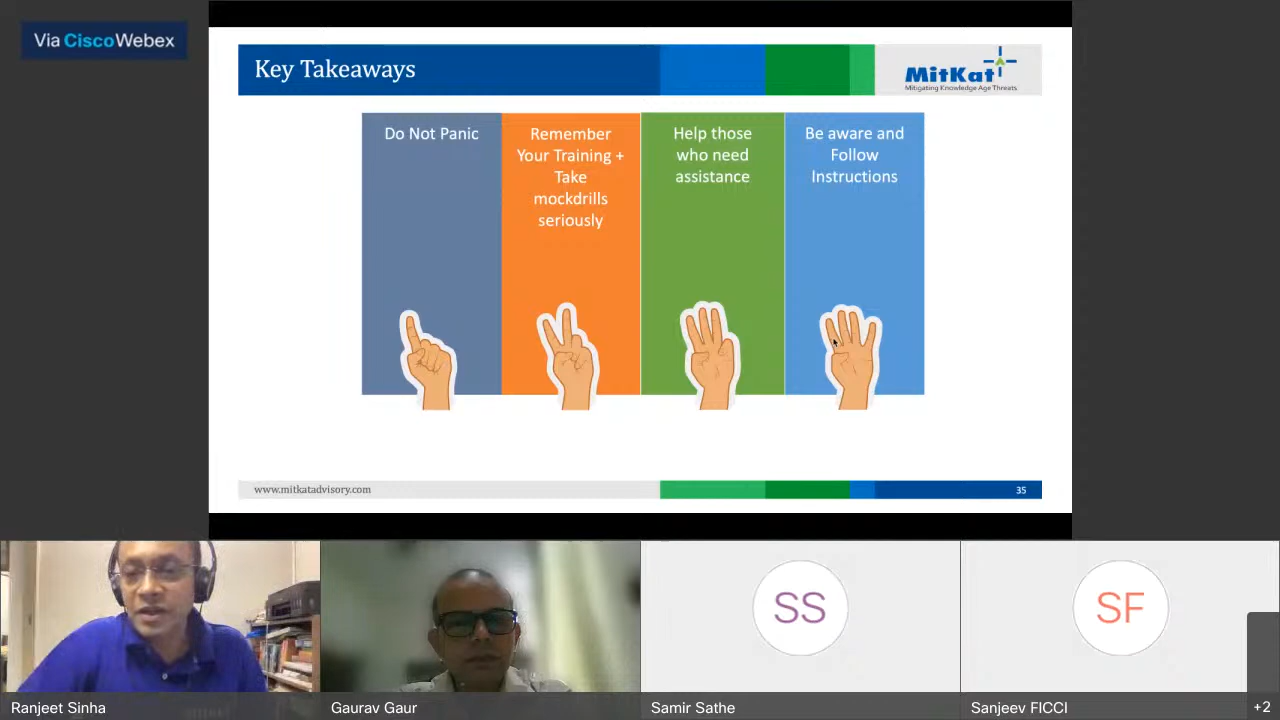 Via CiscoWebex
Key Takeaways
MitKat
Mitigating Knowledge Age Threats
Do Not Panic
Remember
Your Training +
Take
mockdrills
seriously
Help those
who need
assistance
Be aware and
Follow
Instructions
www.mitkatadvisory.com
35
SS
SF
Ranjeet Sinha
Gaurav Gaur
Samir Sathe
Sanjeev FICCI
+2